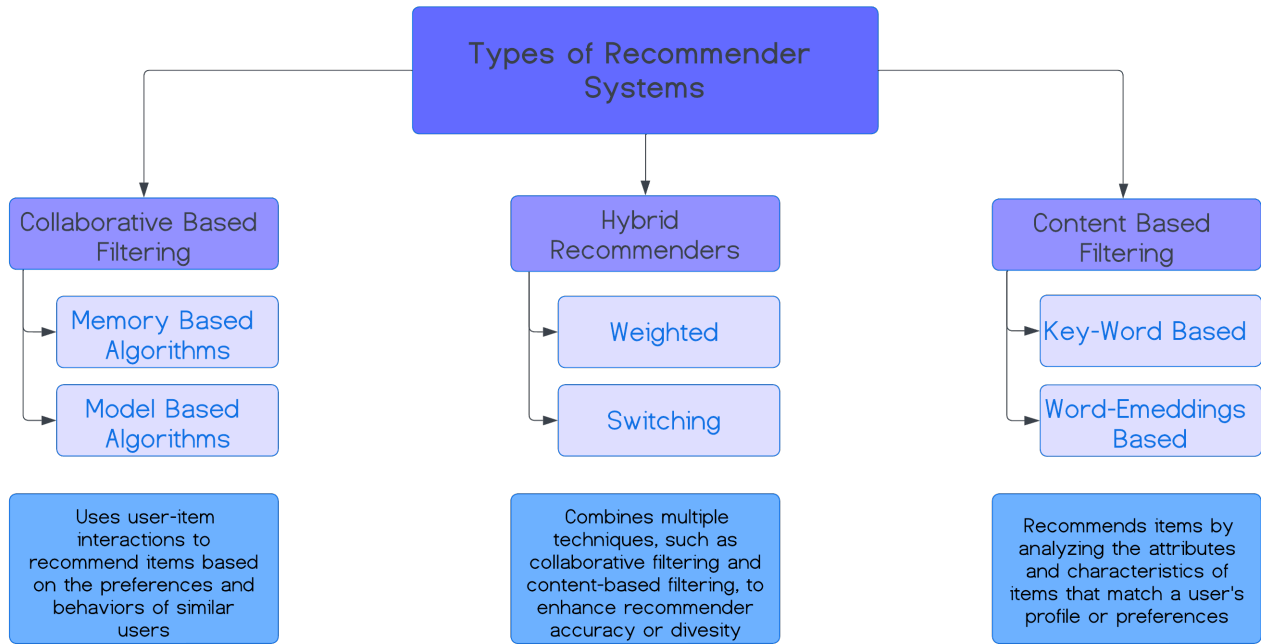 Types of Recommender
Systems
Collaborative Based
Filtering
Memory Based
Algorithms
Model Based
Algorithms
Uses user-item
interactions to
recommend items based
on the preferences and
behaviors of similar
users
Hybrid
Recommenders
Weighted
Switching
Combines multiple
techniques, such as
collaborative filtering and
content-based filtering, to
enhance recommender
accuracy or divesity
Content Based
Filtering
Key-Word Based
Word-Emeddings
Based
Recommends items by
analyzing the attributes
and characteristics of
items that match a user's
profile or preferences